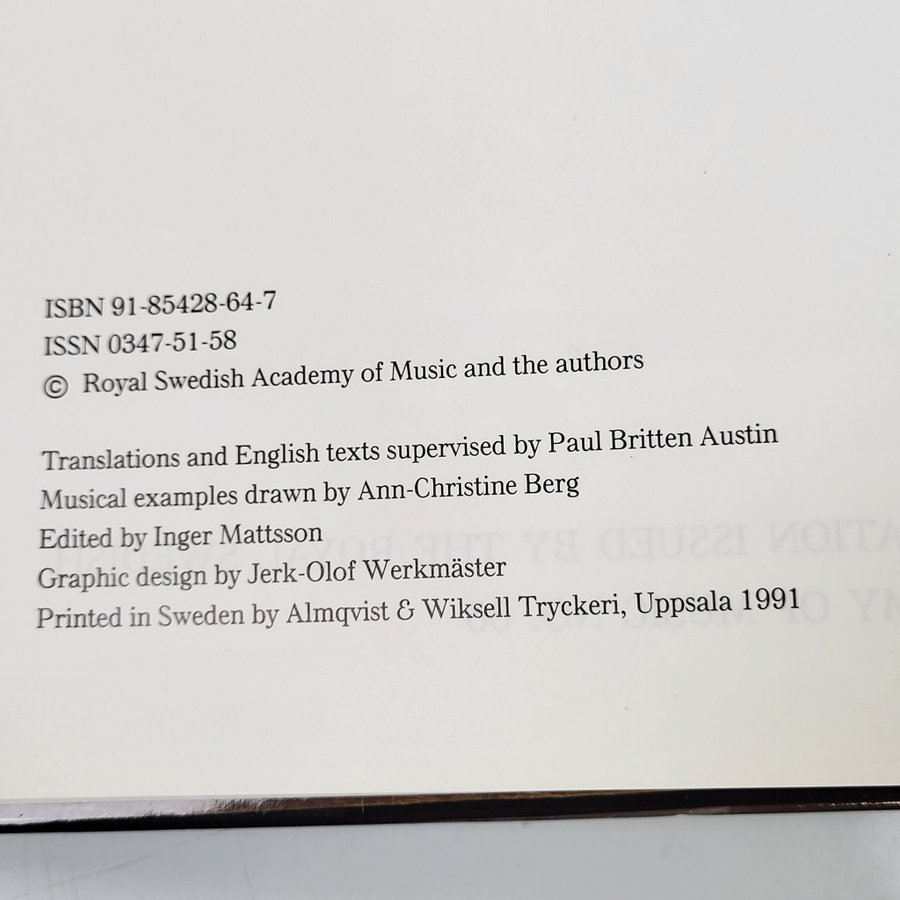 ISBN 91-85428-64-7
ISSN 0347-51-58
© Royal Swedish Academy of Music and the authors
Translations and English texts supervised by Paul Britten Austin
Musical examples drawn by Ann-Christine Berg
Edited by Inger Mattsson
Graphic design by Jerk-Olof Werkmäster
Printed in Sweden by Almqvist & Wiksell Tryckeri, Uppsala 1991